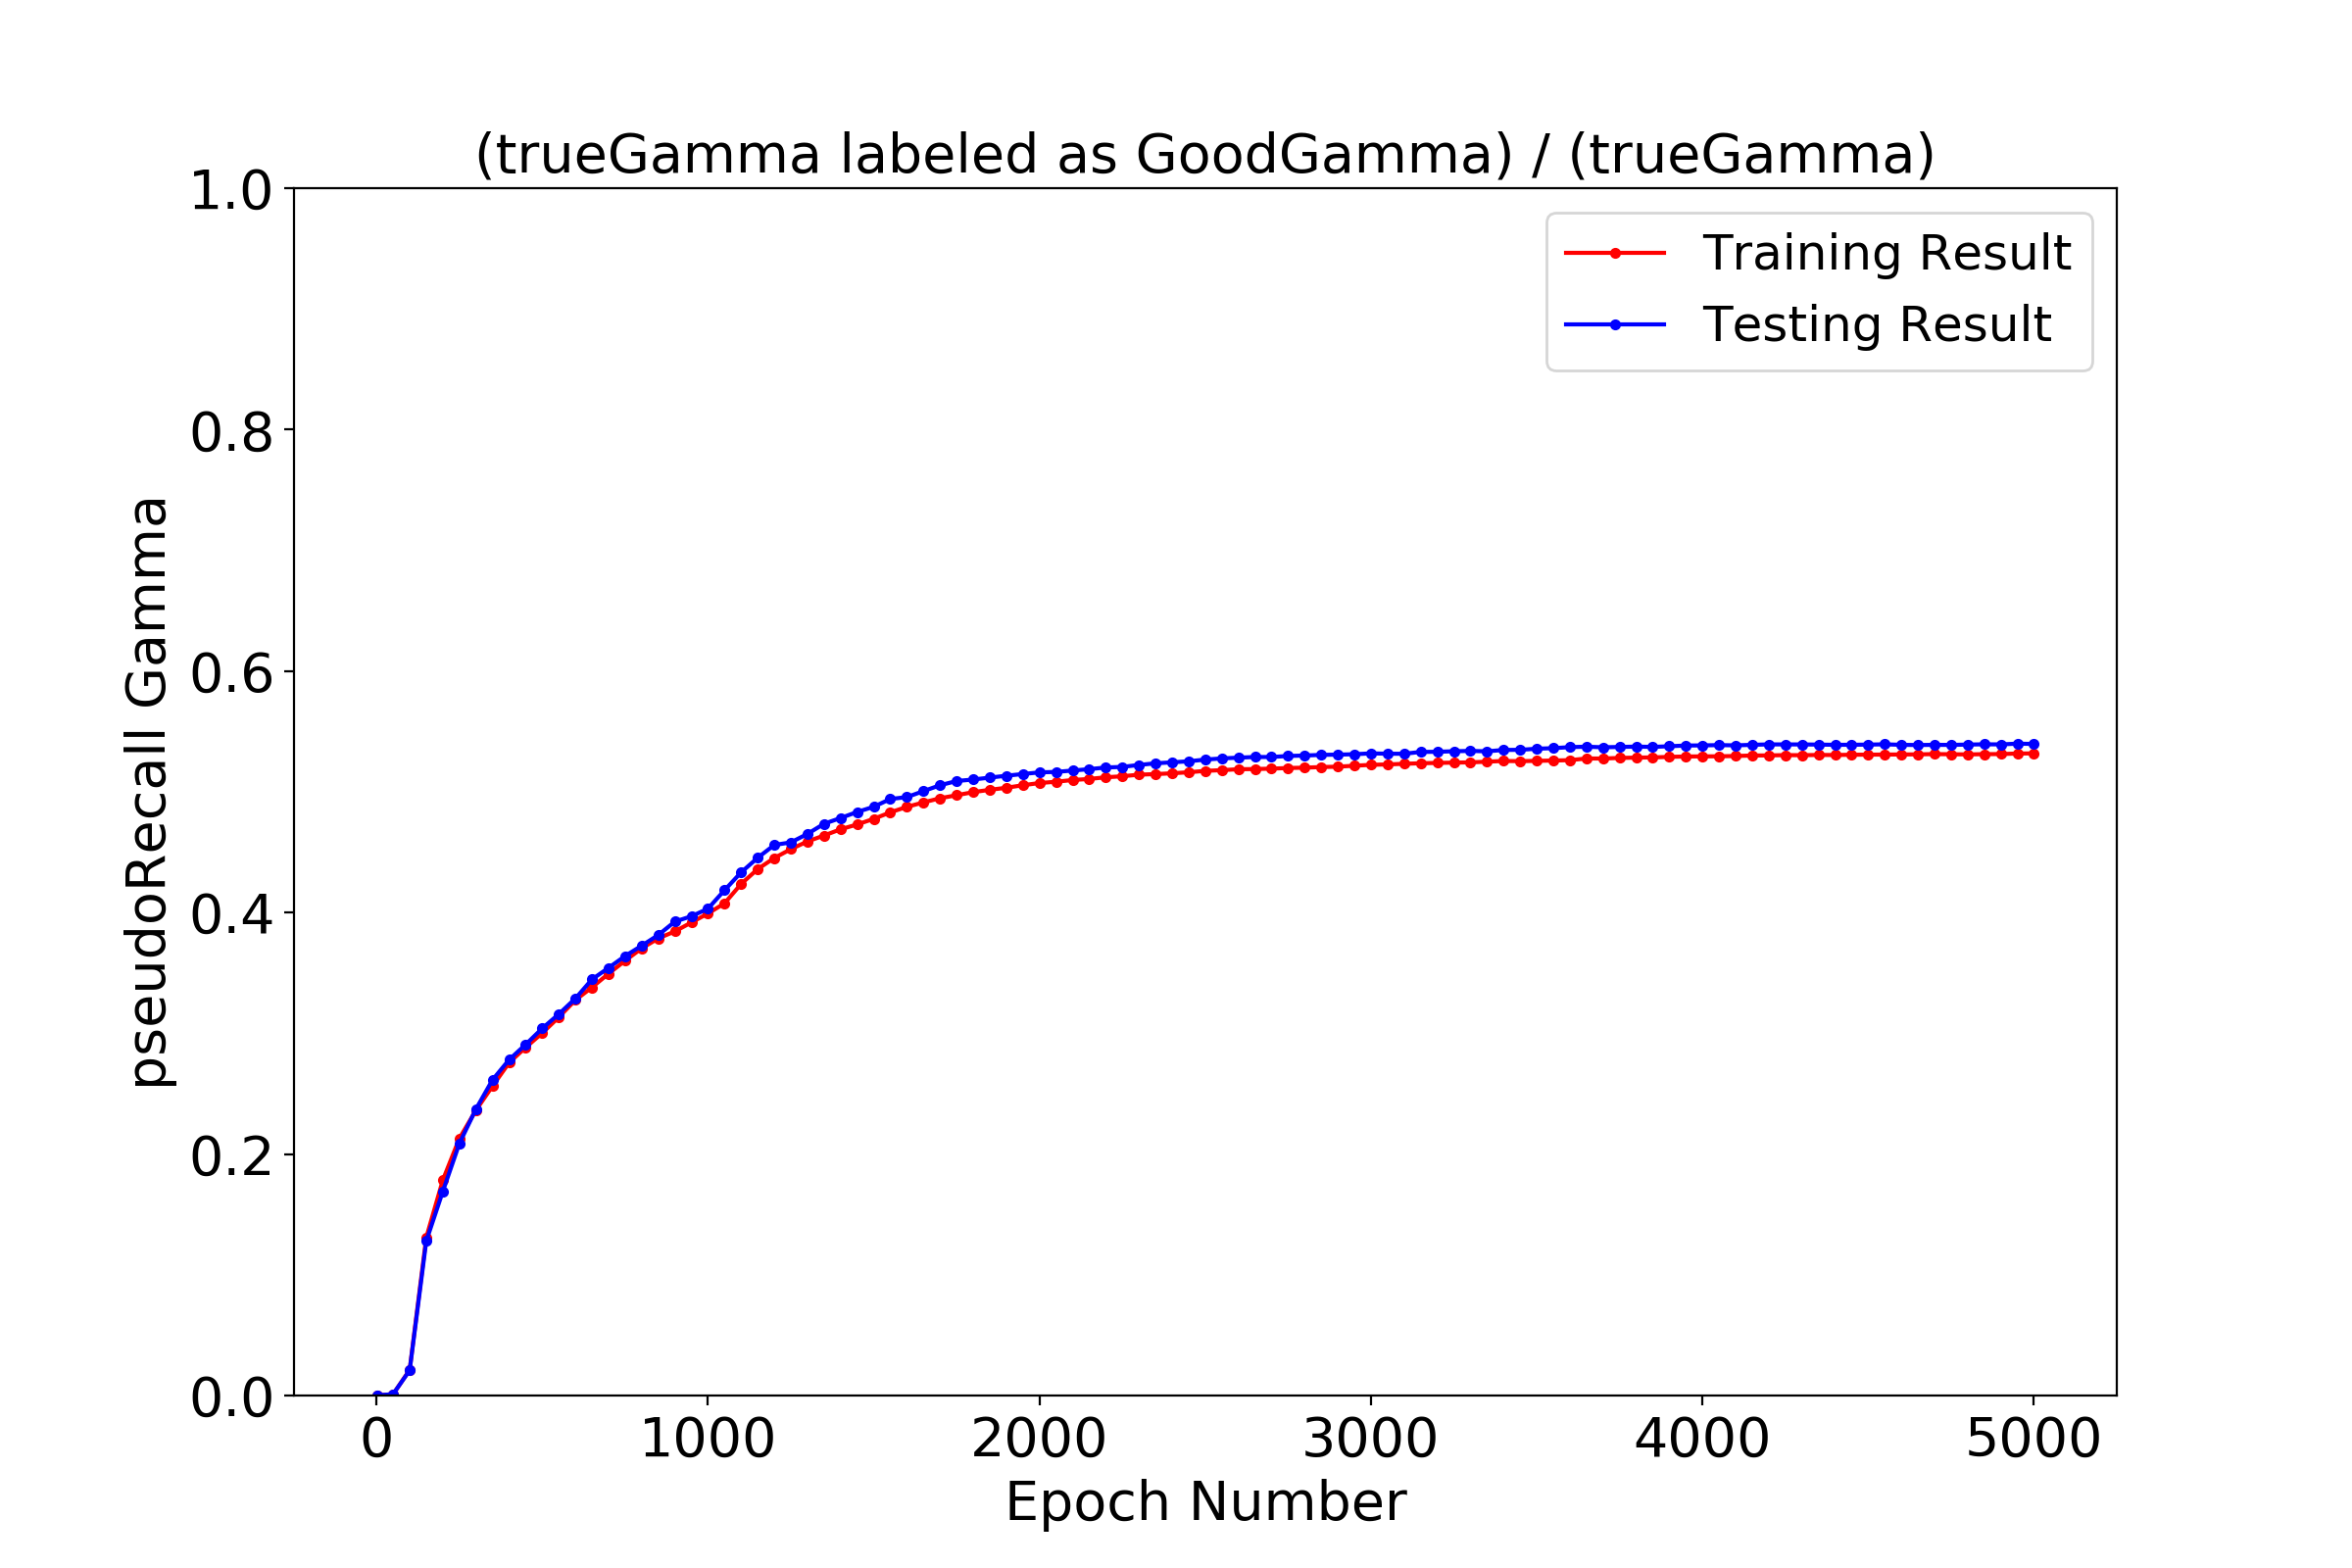 (trueGamma labeled as GoodGamma) / (trueGamma)
Training Result
Testing Result
pseudoRecall Gamma
1.0
0.8
0.6
0.4
0.2
0.0
0 1000 2000 3000 4000 5000
Epoch Number